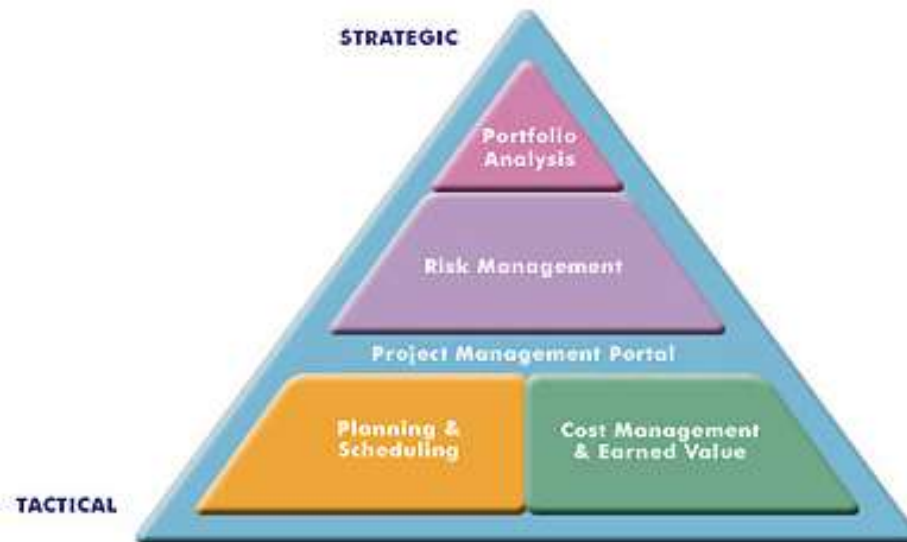 STRATEGIC
Portfolio
Analysis
Risk Management
Project Management Portal
Planning &
Scheduling
Cost Management
& Earned Value
TACTICAL